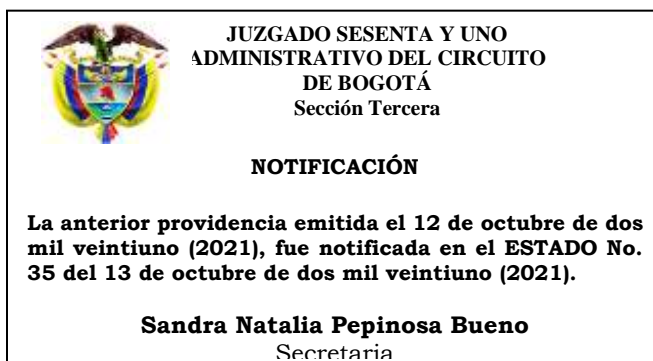 JUZGADO SESENTA Y UNO
ADMINISTRATIVO DEL CIRCUITO
DE BOGOTÁ
Sección Tercera
NOTIFICACIÓN
La anterior providencia emitida el 12 de octubre de dos
mil veintiuno (2021), fue notificada en el ESTADO No.
35 del 13 de octubre de dos mil veintiuno (2021).
Sandra Natalia Pepinosa Bueno
Secretaria